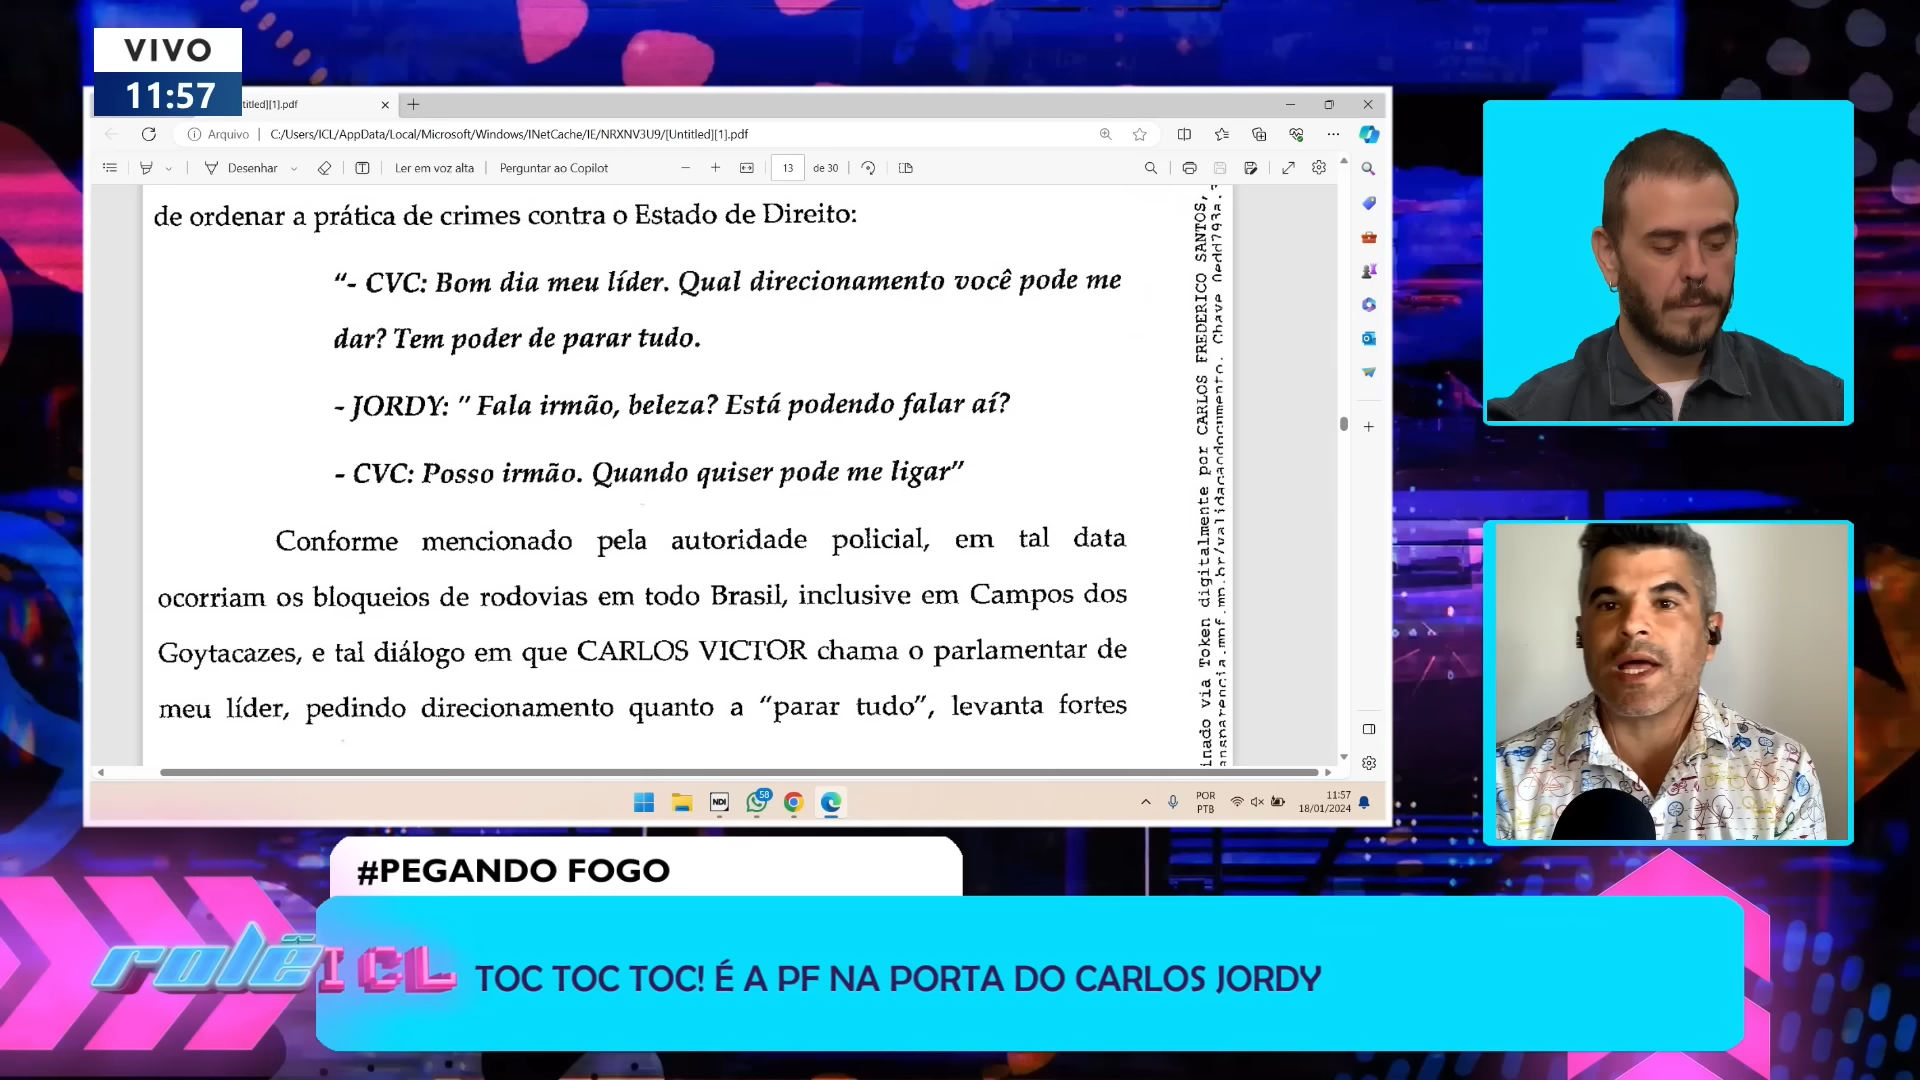 VIVO
11:57
titled][1].pdf
Arquivo
C:/Users/ICL/AppData/Local/Microsoft/Windows/INetCache/IE/NRXNV3U9/[Untitled][1].pdf
Desenhar
Ler em voz alta
Perguntar ao Copilot
13
de 30
de ordenar a prática de crimes contra o Estado de Direito:
“- CVC: Bom dia meu líder. Qual direcionamento você pode me
dar? Tem poder de parar tudo.
- JORDY: ” Fala irmão, beleza? Está podendo falar aí?
- CVC: Posso irmão. Quando quiser pode me ligar”
Conforme mencionado pela autoridade policial, em tal data
ocorriam os bloqueios de rodovias em todo Brasil, inclusive em Campos dos
Goytacazes, e tal diálogo em que CARLOS VICTOR chama o parlamentar de
meu líder, pedindo direcionamento quanto a “parar tudo”, levanta fortes
inado via Token digitalmente por CARLOS FREDERICO SANTOS,
58
NDI
POR
PTB
11:57
18/01/2024
#PEGANDO FOGO
rolê ICL
TOC TOC TOC! É A PF NA PORTA DO CARLOS JORDY